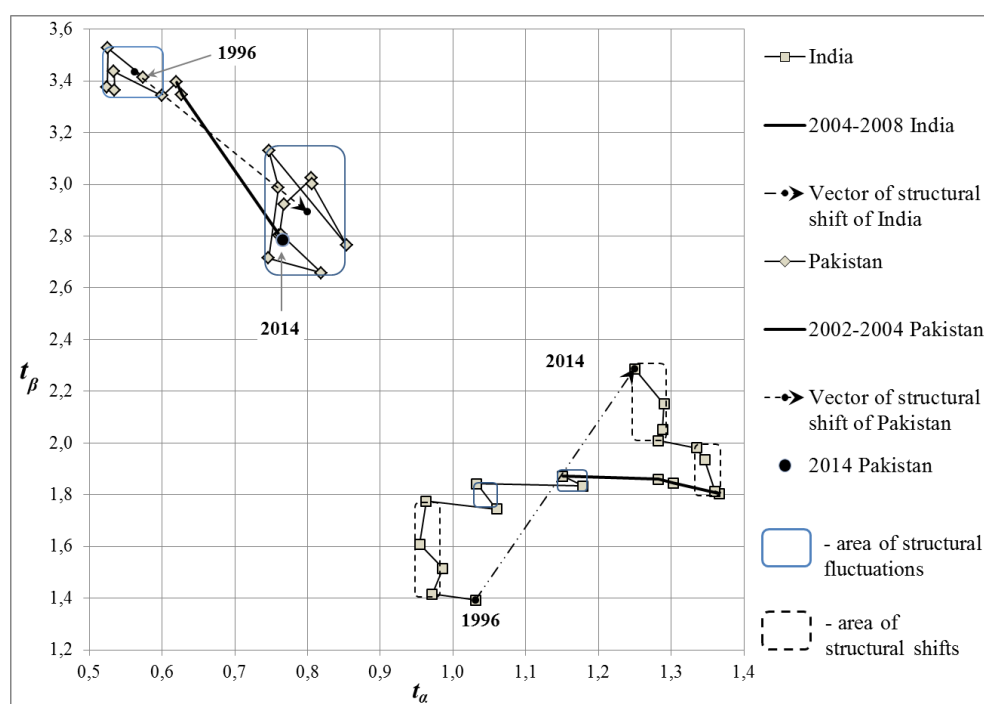 3,6
3,4
3,2
3,0
2,8
2,6
2,4
2,2
2,0
1,8
1,6
1,4
1,2
t_β
0,5 0,6 0,7 0,8 0,9 1,0 1,1 1,2 1,3 1,4
t_α
1996
2014
2014
1996
India
2004-2008 India
Vector of structural
shift of India
Pakistan
2002-2004 Pakistan
Vector of structural
shift of Pakistan
2014 Pakistan
- area of structural
fluctuations
- area of
structural shifts